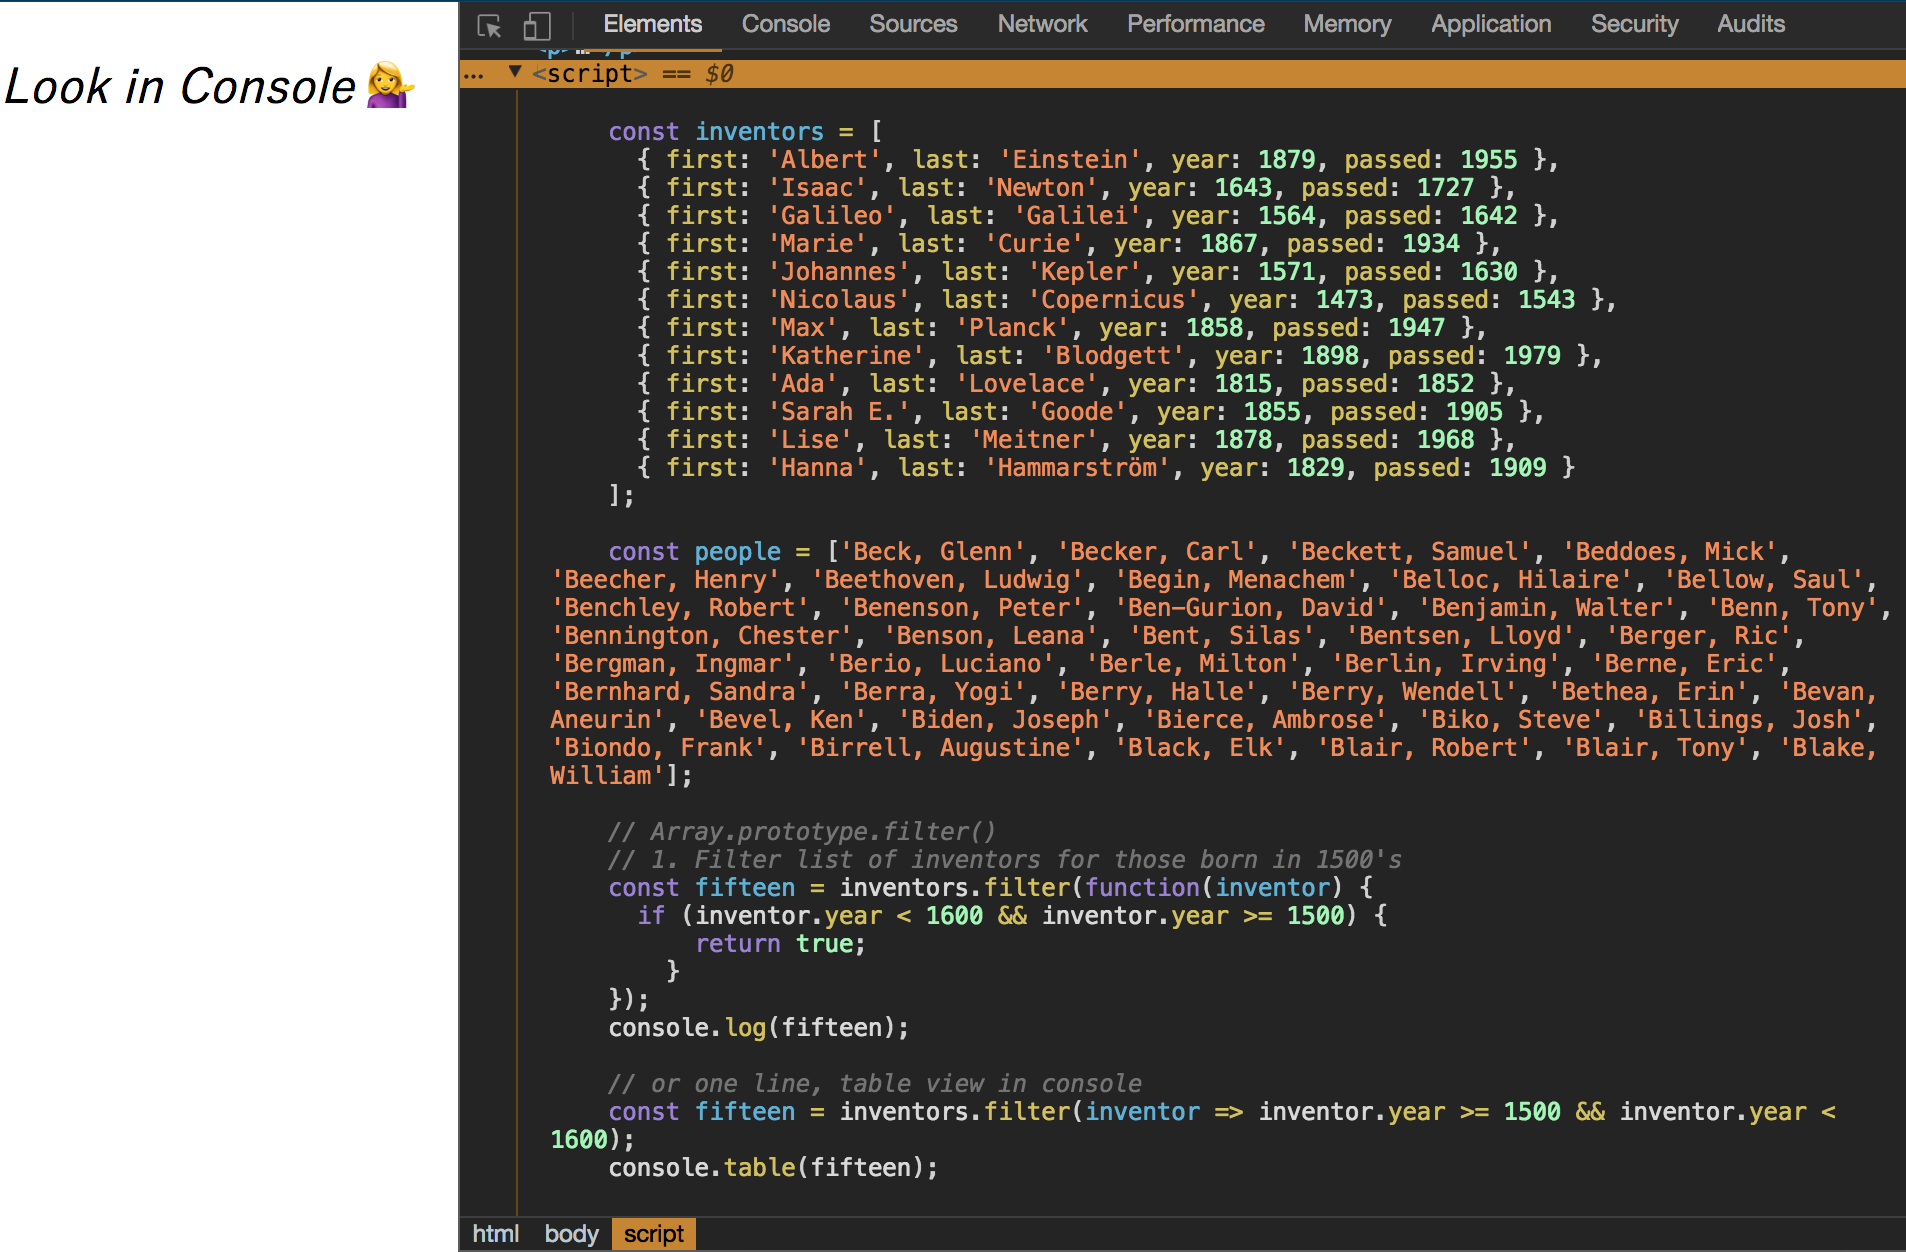 Look in Console
Elements Console Sources Network Performance Memory Application Security Audits
… ▼ <script> == $0
const inventors = [
{ first: 'Albert', last: 'Einstein', year: 1879, passed: 1955 },
{ first: 'Isaac', last: 'Newton', year: 1643, passed: 1727 },
{ first: 'Galileo', last: 'Galilei', year: 1564, passed: 1642 },
{ first: 'Marie', last: 'Curie', year: 1867, passed: 1934 },
{ first: 'Johannes', last: 'Kepler', year: 1571, passed: 1630 },
{ first: 'Nicolaus', last: 'Copernicus', year: 1473, passed: 1543 },
{ first: 'Max', last: 'Planck', year: 1858, passed: 1947 },
{ first: 'Katherine', last: 'Blodgett', year: 1898, passed: 1979 },
{ first: 'Ada', last: 'Lovelace', year: 1815, passed: 1852 },
{ first: 'Sarah E.', last: 'Goode', year: 1855, passed: 1905 },
{ first: 'Lise', last: 'Meitner', year: 1878, passed: 1968 },
{ first: 'Hanna', last: 'Hammarström', year: 1829, passed: 1909 }
];
const people = ['Beck, Glenn', 'Becker, Carl', 'Beckett, Samuel', 'Beddoes, Mick',
'Beecher, Henry', 'Beethoven, Ludwig', 'Begin, Menachem', 'Belloc, Hilaire', 'Bellow, Saul',
'Benchley, Robert', 'Benenson, Peter', 'Ben-Gurion, David', 'Benjamin, Walter', 'Benn, Tony',
'Bennington, Chester', 'Benson, Leana', 'Bent, Silas', 'Bentsen, Lloyd', 'Berger, Ric',
'Bergman, Ingmar', 'Berio, Luciano', 'Berle, Milton', 'Berlin, Irving', 'Berne, Eric',
'Bernhard, Sandra', 'Berra, Yogi', 'Berry, Halle', 'Berry, Wendell', 'Bethea, Erin', 'Bevan,
Aneurin', 'Bevel, Ken', 'Biden, Joseph', 'Bierce, Ambrose', 'Biko, Steve', 'Billings, Josh',
'Biondo, Frank', 'Birrell, Augustine', 'Black, Elk', 'Blair, Robert', 'Blair, Tony', 'Blake,
William'];
// Array.prototype.filter()
// 1. Filter list of inventors for those born in 1500's
const fifteen = inventors.filter(function(inventor) {
if (inventor.year < 1600 && inventor.year >= 1500) {
return true;
}
});
console.log(fifteen);
// or one line, table view in console
const fifteen = inventors.filter(inventor => inventor.year >= 1500 && inventor.year <
1600);
console.table(fifteen);
html body script